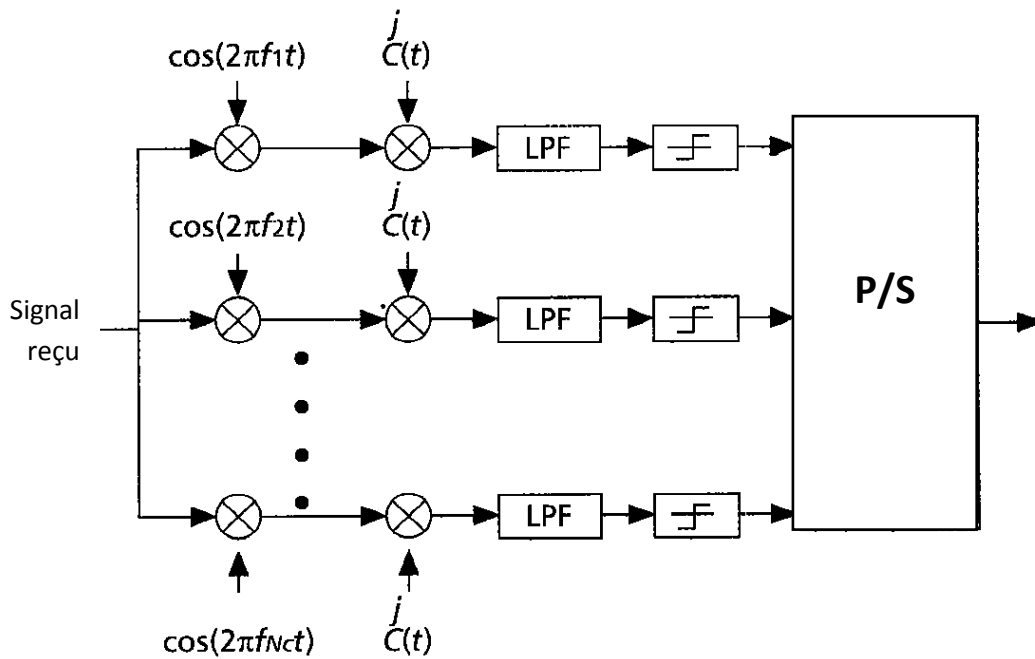 j
cos(2πf1t) C(t)
LPF
j
cos(2πf2t) C(t)
P/S
Signal
reçu
LPF
LPF
j
cos(2πfNct) C(t)